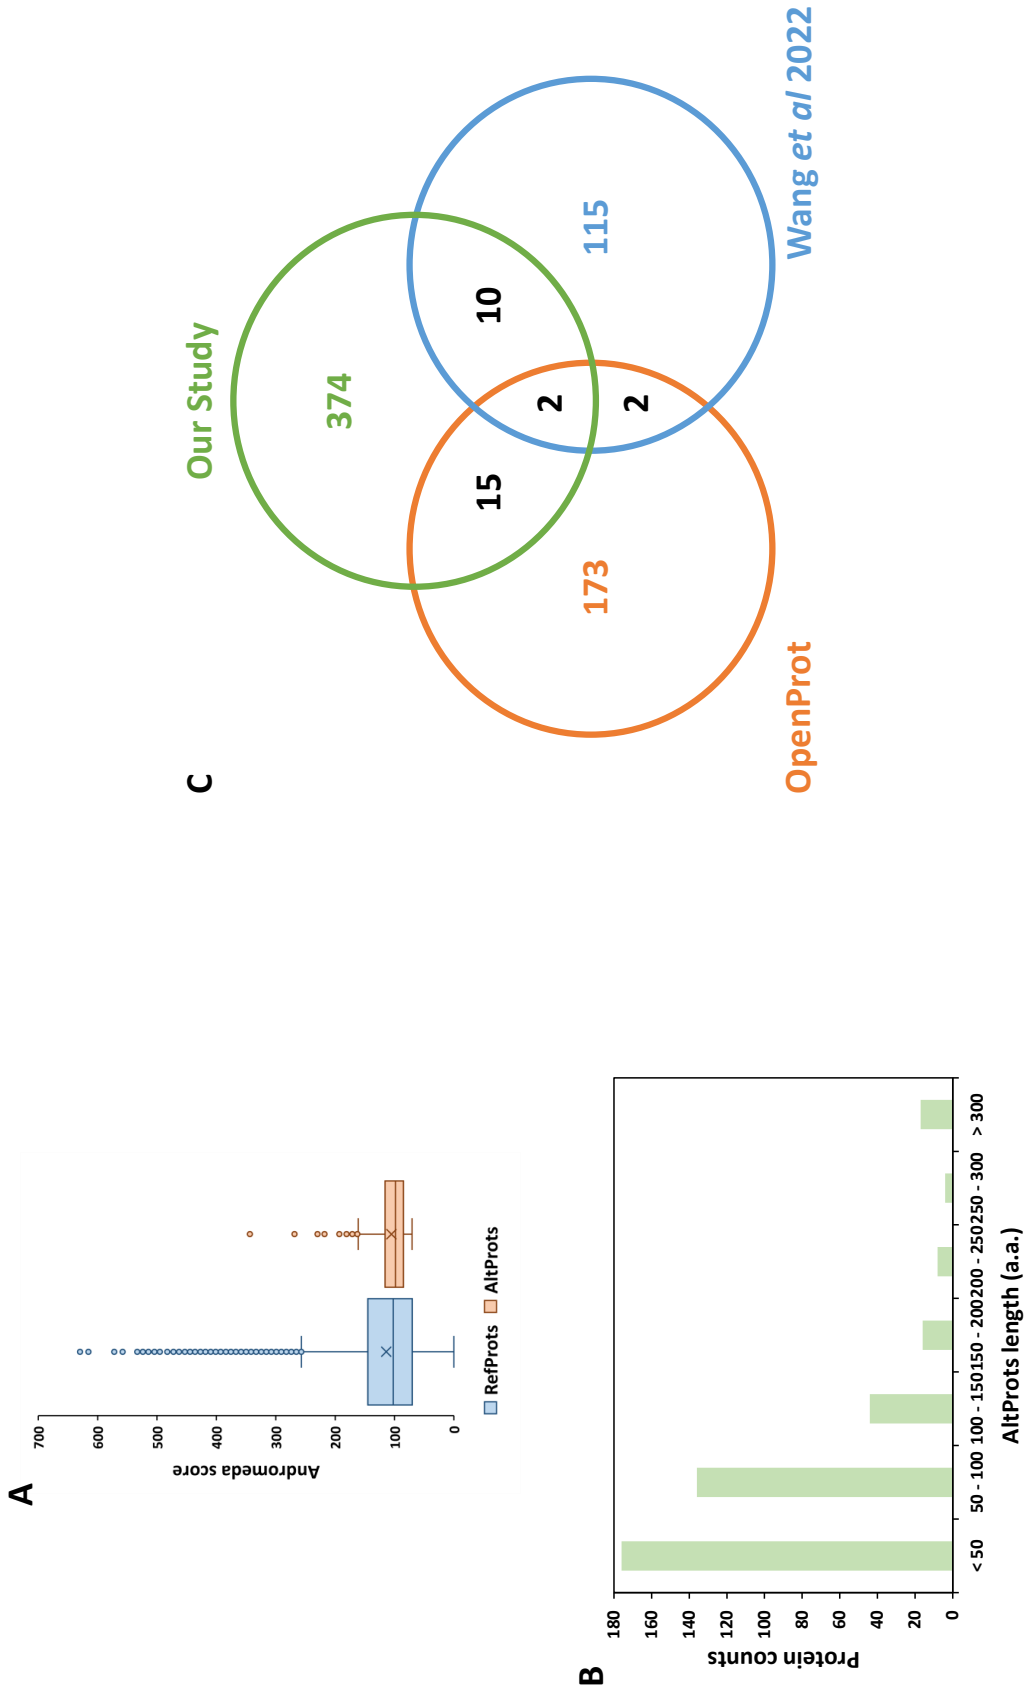 A
Andromeda score
700
600
500
400
300
200
100
0
RefProts AltProts
B
Protein counts
180
160
140
120
100
80
60
40
20
0
< 50 50 - 100 100 - 150 150 - 200 200 - 250 250 - 300 > 300
AltProts length (a.a.)
C
Our Study
374
15
10
2
2
173
115
OpenProt
Wang et al 2022